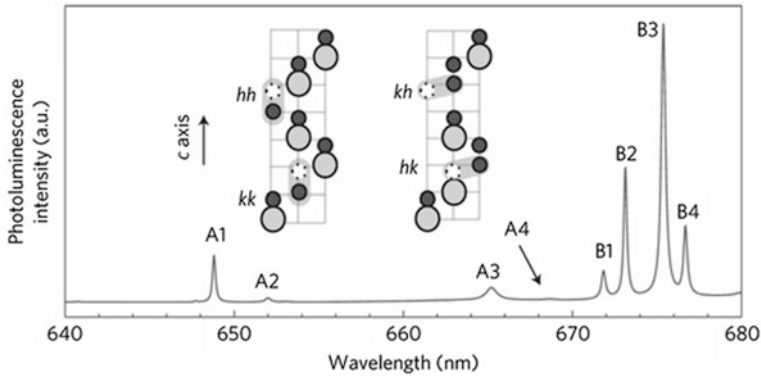 B3
hh
kh
c axis
B2
hk
A4
B4
kk
A1
B1
A2
A3
640
650
660
670
680
Wavelength (nm)
Photoluminescence
intensity (a.u.)